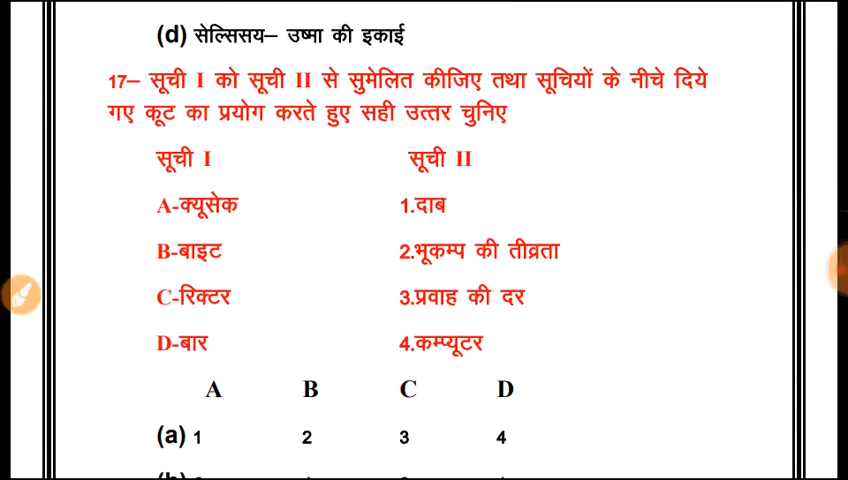 (d) सेल्सिसय– उष्मा की इकाई
17– सूची I को सूची II से सुमेलित कीजिए तथा सूचियों के नीचे दिये
गए कूट का प्रयोग करते हुए सही उत्तर चुनिए
सूची I सूची II
A-क्यूसेक 1.दाब
B-बाइट 2.भूकम्प की तीव्रता
C-रिक्टर 3.प्रवाह की दर
D-बार 4.कम्प्यूटर
A B C D
(a) 1 2 3 4